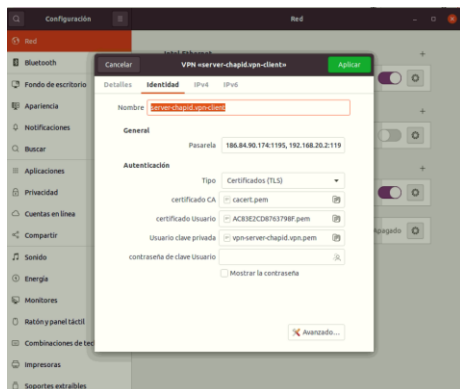 Configuración
Red
Red
Bluetooth
Fondo de escritorio
Apariencia
Notificaciones
Buscar
Aplicaciones
Privacidad
Cuentas en línea
Compartir
Sonido
Energía
Monitores
Ratón y panel táctil
Combinaciones de tec
Impresoras
Soportes extraíbles
Cancelar
VPN «server-chapid.vpn-client»
Aplicar
Detalles
Identidad
IPv4
IPv6
Nombre
server-chapid.vpn-client
General
Pasarela
186.84.90.174:1195, 192.168.20.2:119
Autenticación
Tipo
Certificados (TLS)
certificado CA
cacert.pem
certificado Usuario
AC83E2CD8763798F.pem
Usuario clave privada
vpn-server-chapid.vpn.pem
contraseña de clave Usuario
Mostrar la contraseña
Avanzado...
Apagado